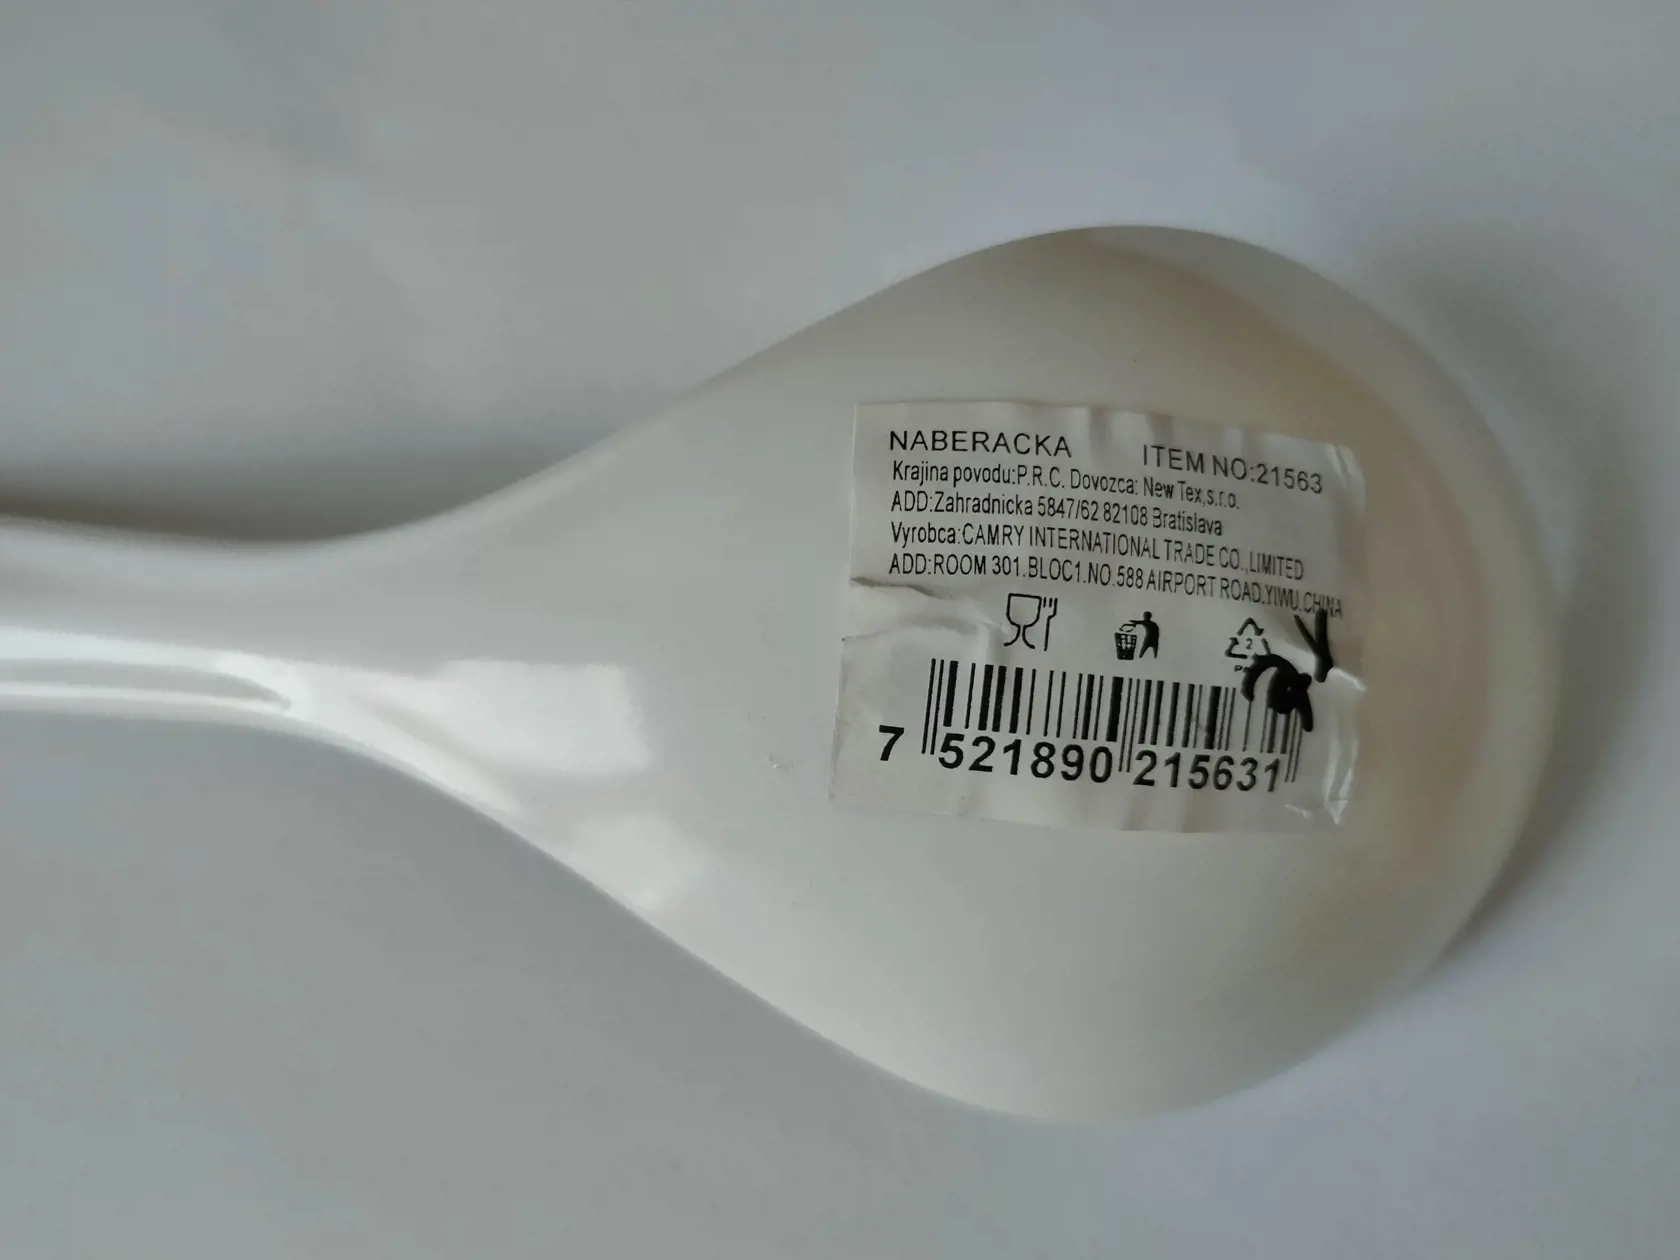 NABERACKA ITEM NO:21563
Krajina povodu:P.R.C. Dovozca: New Tex,s.r.o.
ADD:Zahradnicka 5847/62 82108 Bratislava
Vyrobca:CAMRY INTERNATIONAL TRADE CO.,LIMITED
ADD:ROOM 301.BLOC1.NO.588 AIRPORT ROAD.YIWU.CHINA
2
7 521890 215631